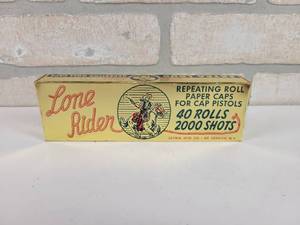 Lone
Rider
REPEATING ROLL
PAPER CAPS
FOR CAP PISTOLS
40 ROLLS
2000 SHOTS